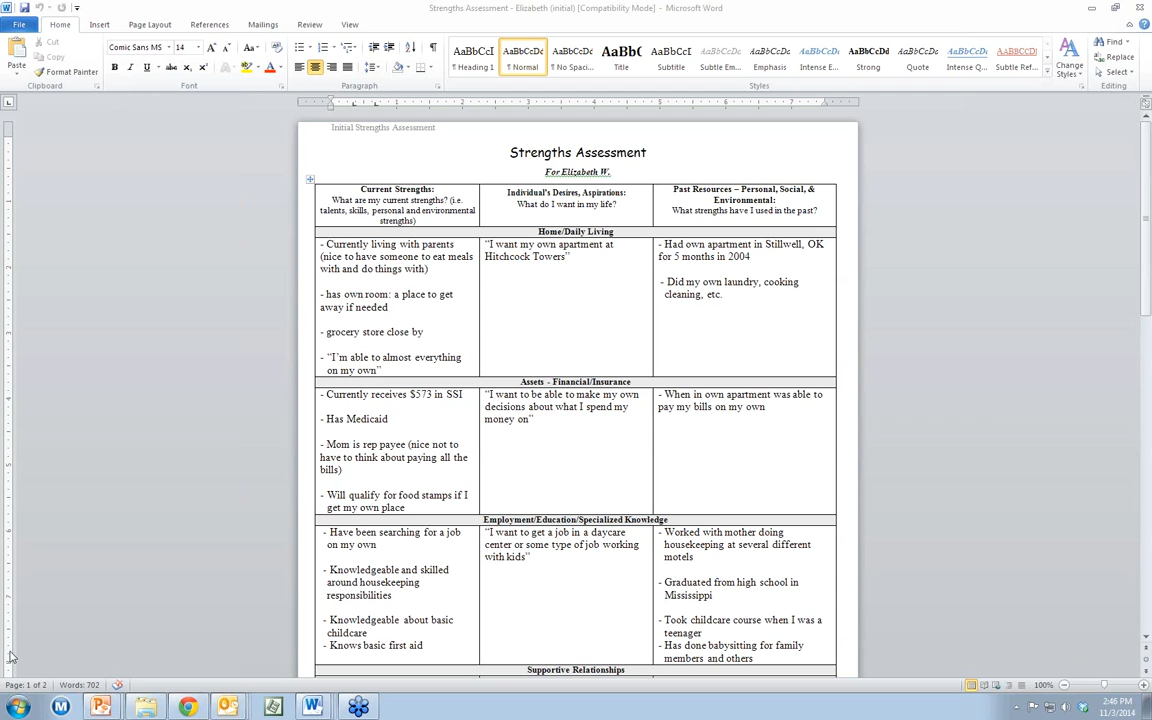 Strengths Assessment - Elizabeth (initial) [Compatibility Mode] - Microsoft Word
File Home Insert Page Layout References Mailings Review View
Paste
Cut
Copy
Format Painter
Clipboard
Comic Sans MS 14
Font
Paragraph
AaBbCcI AaBbCcDc AaBbCcDc AaBb( AaBbCcI AaBbCcDc AaBbCcDc AaBbCcDt AaBbCcDd AaBbCcDc AaBbCcDc AABBCCDI
¶ Heading 1 ¶ Normal ¶ No Spaci... Title Subtitle Subtle Em... Emphasis Intense E... Strong Quote Intense Q... Subtle Ref...
Styles
Change Styles
Find
Replace
Select
Editing
1 2 3 4 5 6 7
Initial Strengths Assessment
Strengths Assessment
For Elizabeth W.
Current Strengths:
What are my current strengths? (i.e.
talents, skills, personal and environmental
strengths)
Individual's Desires, Aspirations:
What do I want in my life?
Past Resources – Personal, Social, &
Environmental:
What strengths have I used in the past?
Home/Daily Living
- Currently living with parents
(nice to have someone to eat meals
with and do things with)
- has own room: a place to get
away if needed
- grocery store close by
- “I’m able to almost everything
on my own”
“I want my own apartment at
Hitchcock Towers”
- Had own apartment in Stillwell, OK
for 5 months in 2004
- Did my own laundry, cooking
cleaning, etc.
Assets - Financial/Insurance
- Currently receives $573 in SSI
- Has Medicaid
- Mom is rep payee (nice not to
have to think about paying all the
bills)
- Will qualify for food stamps if I
get my own place
“I want to be able to make my own
decisions about what I spend my
money on”
- When in own apartment was able to
pay my bills on my own
Employment/Education/Specialized Knowledge
- Have been searching for a job
on my own
- Knowledgeable and skilled
around housekeeping
responsibilities
- Knowledgeable about basic
childcare
- Knows basic first aid
“I want to get a job in a daycare
center or some type of job working
with kids”
- Worked with mother doing
housekeeping at several different
motels
- Graduated from high school in
Mississippi
- Took childcare course when I was a
teenager
- Has done babysitting for family
members and others
Supportive Relationships
Page: 1 of 2 Words: 702
100%
2:46 PM
11/3/2014